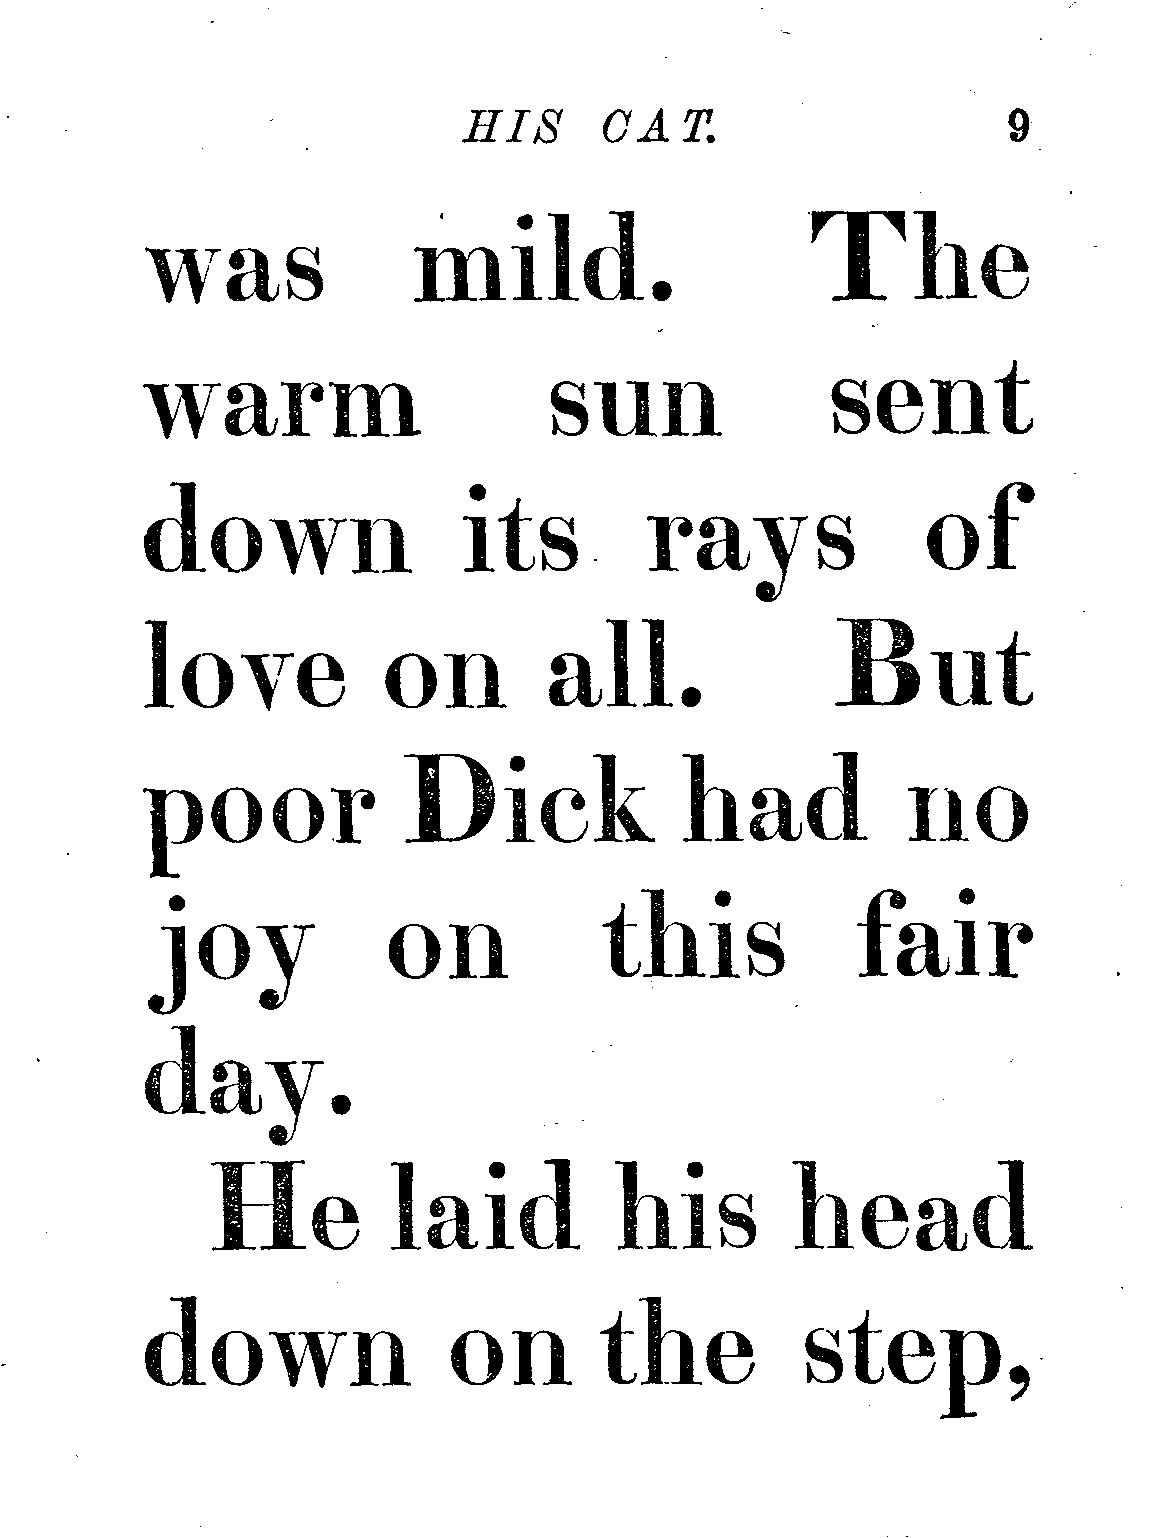 HIS CAT. 9
was mild. The
warm sun sent
down its rays of
love on all. But
poor Dick had no
joy on this fair
day.
He laid his head
down on the step,